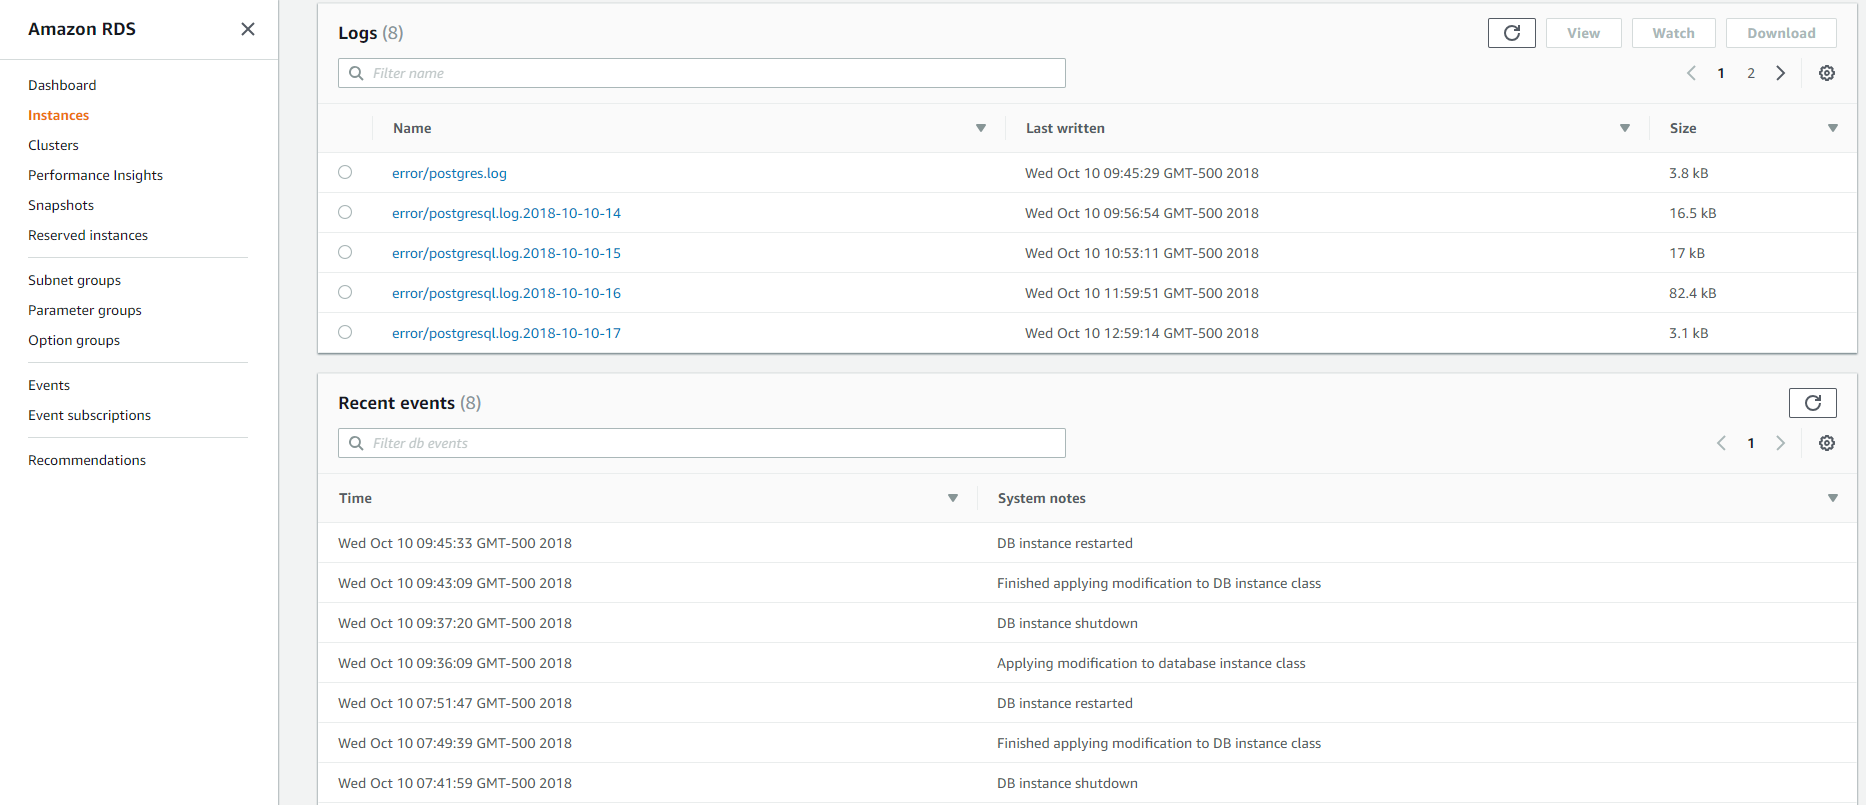 Amazon RDS
Dashboard
Instances
Clusters
Performance Insights
Snapshots
Reserved instances
Subnet groups
Parameter groups
Option groups
Events
Event subscriptions
Recommendations
Logs (8)
View
Watch
Download
Filter name
1 2
Name Last written Size
error/postgres.log Wed Oct 10 09:45:29 GMT-500 2018 3.8 kB
error/postgresql.log.2018-10-10-14 Wed Oct 10 09:56:54 GMT-500 2018 16.5 kB
error/postgresql.log.2018-10-10-15 Wed Oct 10 10:53:11 GMT-500 2018 17 kB
error/postgresql.log.2018-10-10-16 Wed Oct 10 11:59:51 GMT-500 2018 82.4 kB
error/postgresql.log.2018-10-10-17 Wed Oct 10 12:59:14 GMT-500 2018 3.1 kB
Recent events (8)
Filter db events
1
Time System notes
Wed Oct 10 09:45:33 GMT-500 2018 DB instance restarted
Wed Oct 10 09:43:09 GMT-500 2018 Finished applying modification to DB instance class
Wed Oct 10 09:37:20 GMT-500 2018 DB instance shutdown
Wed Oct 10 09:36:09 GMT-500 2018 Applying modification to database instance class
Wed Oct 10 07:51:47 GMT-500 2018 DB instance restarted
Wed Oct 10 07:49:39 GMT-500 2018 Finished applying modification to DB instance class
Wed Oct 10 07:41:59 GMT-500 2018 DB instance shutdown